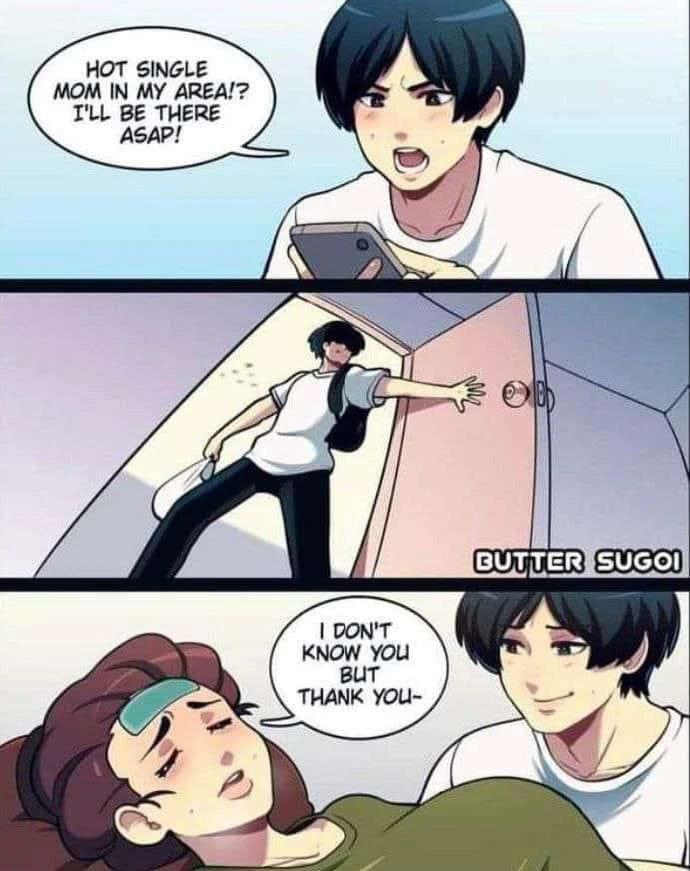 HOT SINGLE
MOM IN MY AREA!?
I'LL BE THERE
ASAP!
BUTTER SUGOI
I DON'T
KNOW YOU
BUT
THANK YOU~